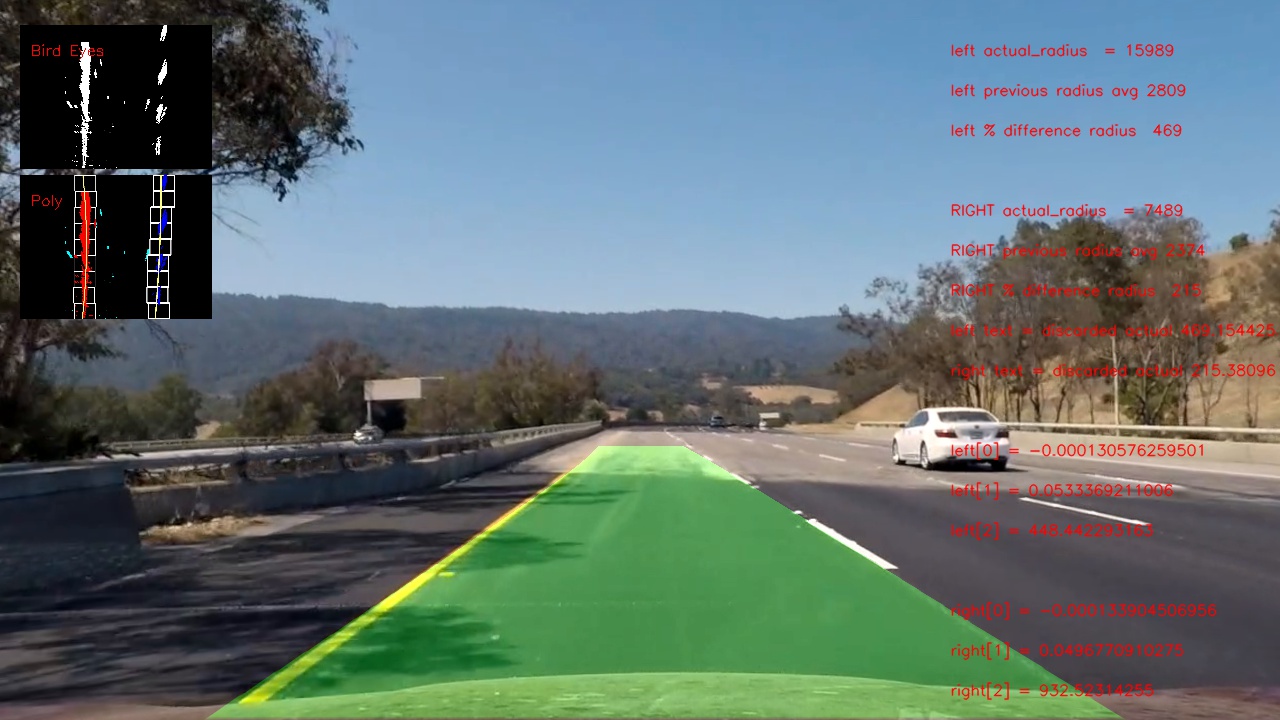 Bird Eyes
Poly
left actual_radius = 15989
left previous radius avg 2809
left % difference radius 469
RIGHT actual_radius = 7489
RIGHT previous radius avg 2374
RIGHT % difference radius 215
left text = discarded actual 469.154425
right text = discarded actual 215.38096
left[0] = -0.000130576259501
left[1] = 0.0533369211006
left[2] = 448.442293163
right[0] = -0.000133904506956
right[1] = 0.0496770910275
right[2] = 932.52314255